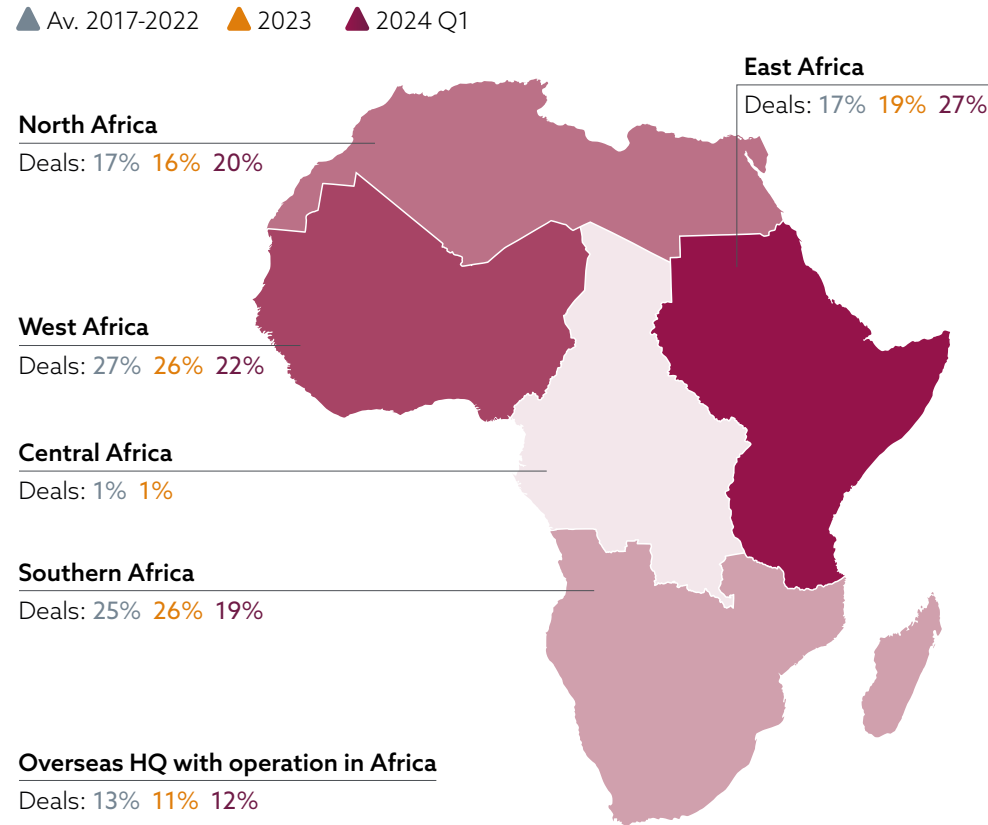 Av. 2017-2022 2023 2024 Q1
East Africa
Deals: 17% 19% 27%
North Africa
Deals: 17% 16% 20%
West Africa
Deals: 27% 26% 22%
Central Africa
Deals: 1% 1%
Southern Africa
Deals: 25% 26% 19%
Overseas HQ with operation in Africa
Deals: 13% 11% 12%